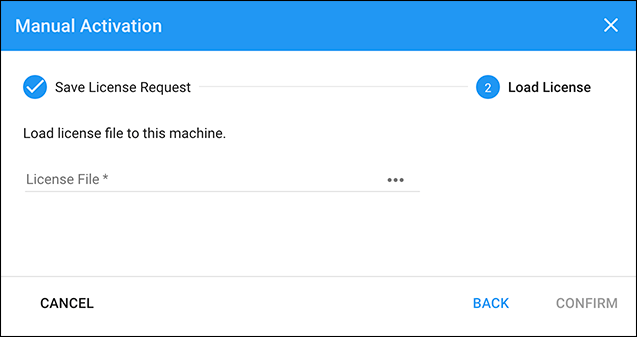 Manual Activation
Save License Request
2 Load License
Load license file to this machine.
License File *
CANCEL BACK CONFIRM